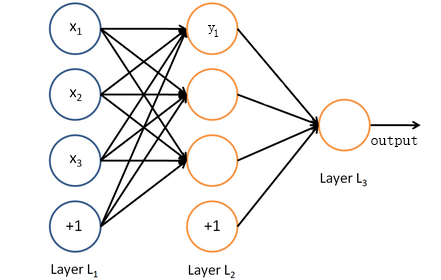 x1 y1
x2
x3
output
Layer L3
+1 +1
Layer L1 Layer L2